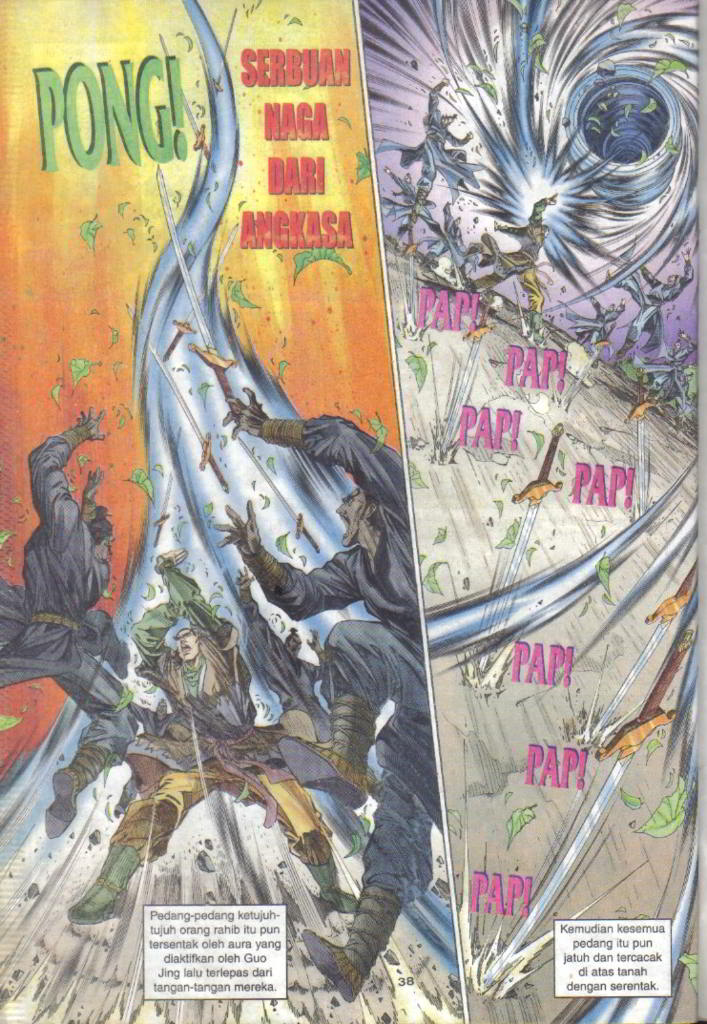 PONG!
SERBUAN
NAGA
DARI
ANGKASA
Pedang-pedang ketujuh-
tujuh orang rahib itu pun
tersentak oleh aura yang
diaktifkan oleh Guo
Jing lalu terlepas dari
tangan-tangan mereka.
PAP!
PAP!
PAP!
PAP!
PAP!
PAP!
PAP!
Kemudian kesemua
pedang itu pun
jatuh dan tercacak
di atas tanah
dengan serentak.
38